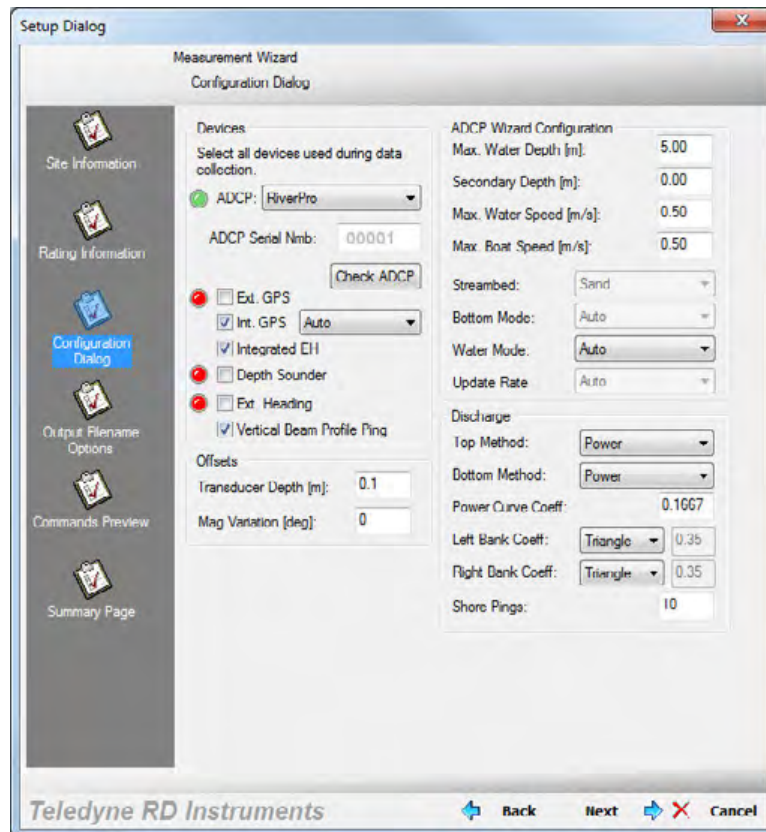 Setup Dialog
Measurement Wizard
Configuration Dialog
Site Information
Rating Information
Configuration
Dialog
Output Filename
Options
Commands Preview
Summary Page
Devices
Select all devices used during data
collection.
ADCP: RiverPro
ADCP Serial Nmb: 00001
Check ADCP
Ext. GPS
Int. GPS Auto
Integrated EH
Depth Sounder
Ext. Heading
Vertical Beam Profile Ping
Offsets
Transducer Depth [m]: 0.1
Mag Variation [deg]: 0
ADCP Wizard Configuration
Max. Water Depth [m]: 5.00
Secondary Depth [m]: 0.00
Max. Water Speed [m/s]: 0.50
Max. Boat Speed [m/s]: 0.50
Streambed: Sand
Bottom Mode: Auto
Water Mode: Auto
Update Rate Auto
Discharge
Top Method: Power
Bottom Method: Power
Power Curve Coeff: 0.1667
Left Bank Coeff: Triangle 0.35
Right Bank Coeff: Triangle 0.35
Shore Pings: 10
Teledyne RD Instruments
Back Next Cancel